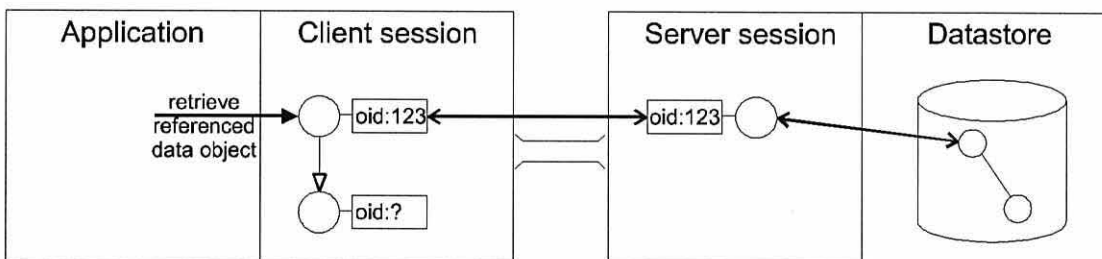 Application
Client session
Server session
Datastore
retrieve
referenced
data object
oid:123
oid:123
oid:?